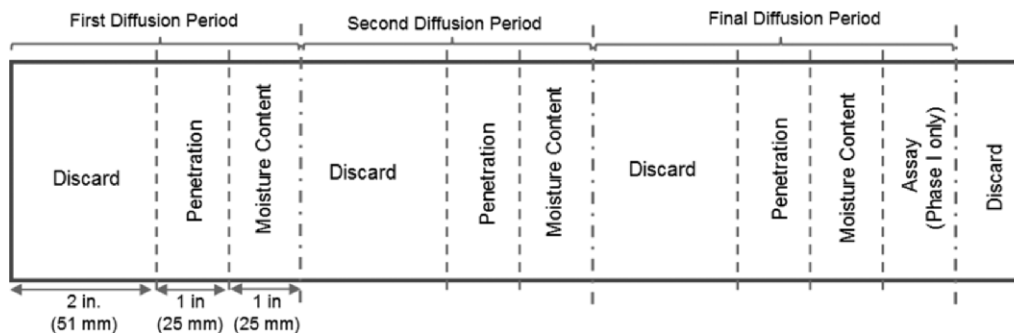 First Diffusion Period
Second Diffusion Period
Final Diffusion Period
Discard
Penetration
Moisture Content
Discard
Penetration
Moisture Content
Discard
Penetration
Moisture Content
Assay
(Phase I only)
Discard
2 in.
(51 mm)
1 in
(25 mm)
1 in
(25 mm)